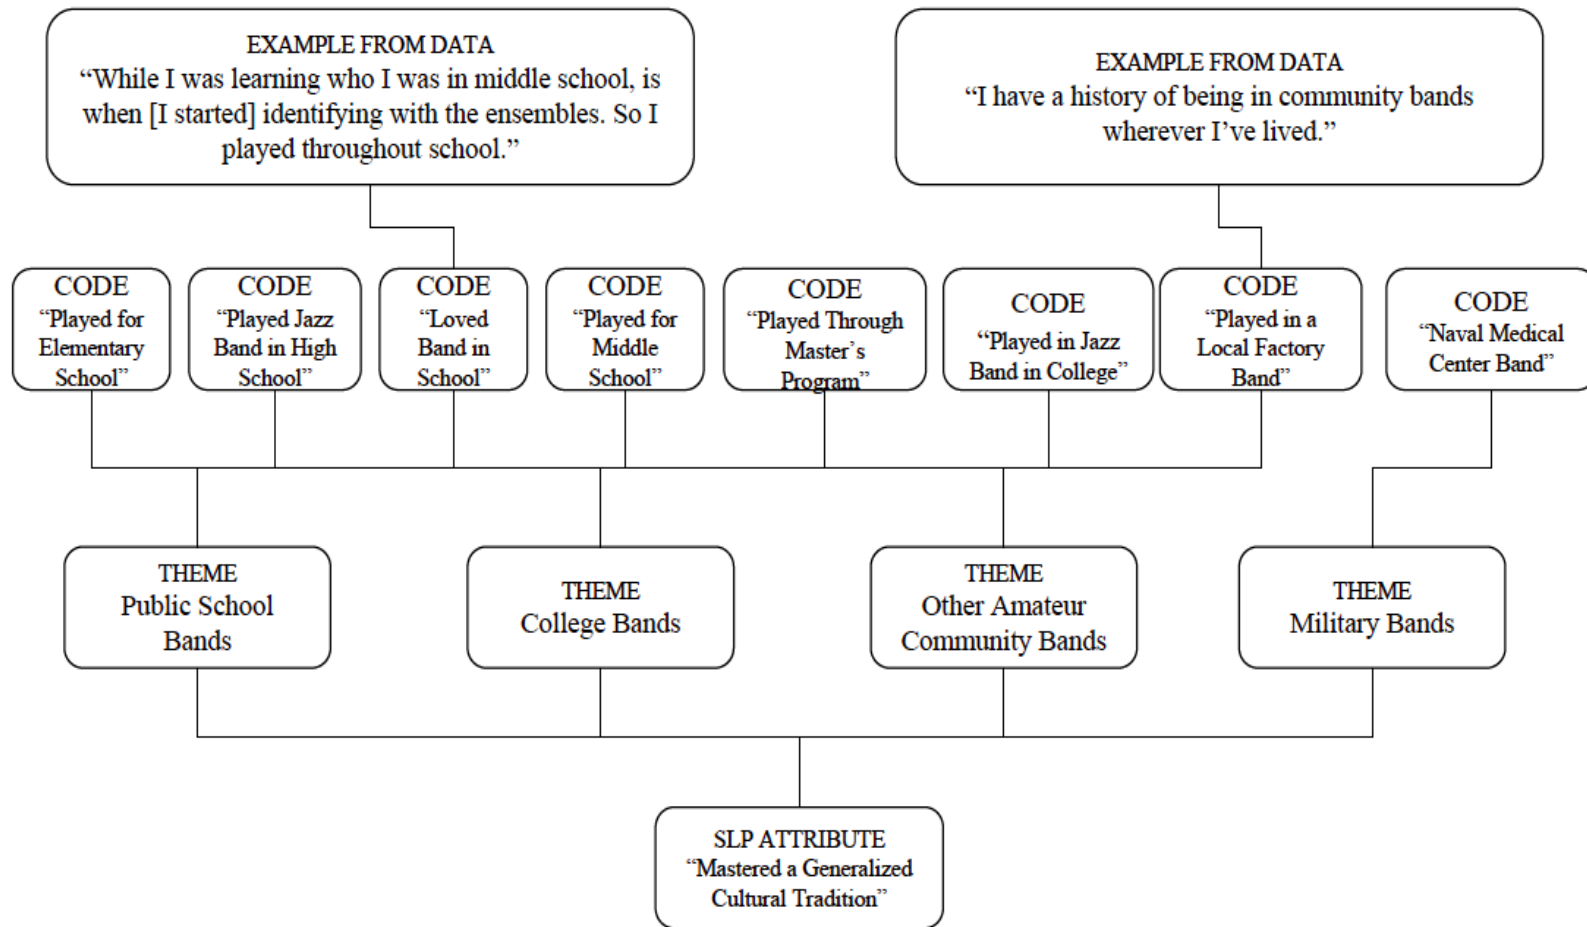 EXAMPLE FROM DATA
“While I was learning who I was in middle school, is
when [I started] identifying with the ensembles. So I
played throughout school.”
EXAMPLE FROM DATA
“I have a history of being in community bands
wherever I’ve lived.”
CODE
“Played for
Elementary
School”
CODE
“Played Jazz
Band in High
School”
CODE
“Loved
Band in
School”
CODE
“Played for
Middle
School”
CODE
“Played Through
Master’s
Program”
CODE
“Played in Jazz
Band in College”
CODE
“Played in a
Local Factory
Band”
CODE
“Naval Medical
Center Band”
THEME
Public School
Bands
THEME
College Bands
THEME
Other Amateur
Community Bands
THEME
Military Bands
SLP ATTRIBUTE
“Mastered a Generalized
Cultural Tradition”